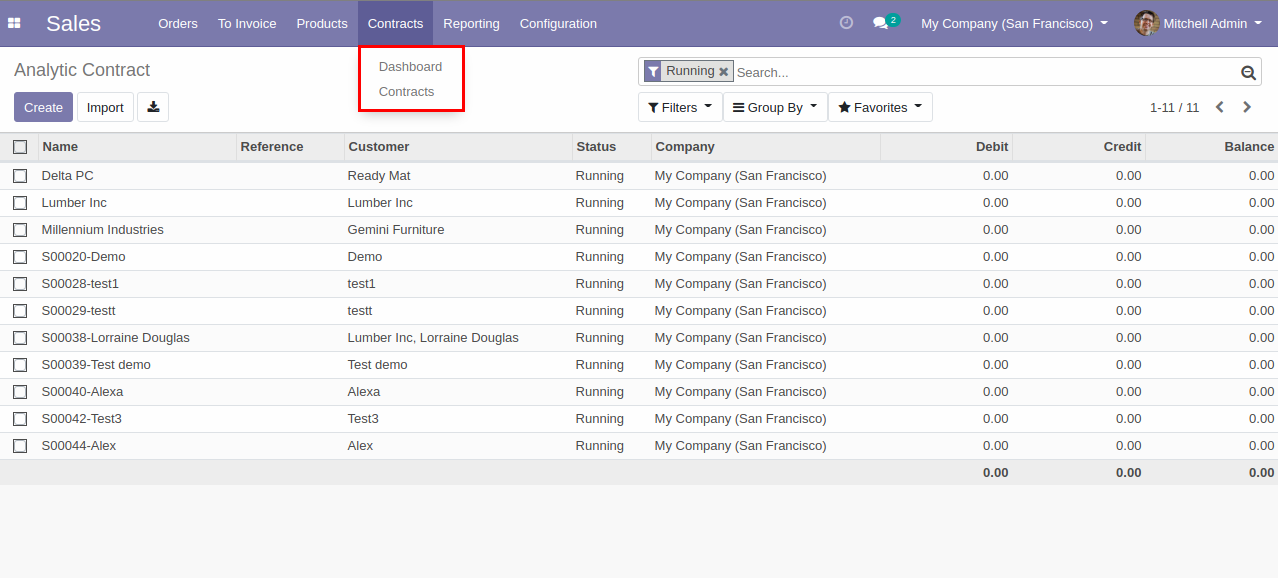 Sales Orders To Invoice Products Contracts Reporting Configuration 2 My Company (San Francisco) Mitchell Admin
Dashboard
Contracts
Analytic Contract
Running Search...
Create Import Filters Group By Favorites 1-11 / 11
Name Reference Customer Status Company Debit Credit Balance
Delta PC Ready Mat Running My Company (San Francisco) 0.00 0.00 0.00
Lumber Inc Lumber Inc Running My Company (San Francisco) 0.00 0.00 0.00
Millennium Industries Gemini Furniture Running My Company (San Francisco) 0.00 0.00 0.00
S00020-Demo Demo Running My Company (San Francisco) 0.00 0.00 0.00
S00028-test1 test1 Running My Company (San Francisco) 0.00 0.00 0.00
S00029-testt testt Running My Company (San Francisco) 0.00 0.00 0.00
S00038-Lorraine Douglas Lumber Inc, Lorraine Douglas Running My Company (San Francisco) 0.00 0.00 0.00
S00039-Test demo Test demo Running My Company (San Francisco) 0.00 0.00 0.00
S00040-Alexa Alexa Running My Company (San Francisco) 0.00 0.00 0.00
S00042-Test3 Test3 Running My Company (San Francisco) 0.00 0.00 0.00
S00044-Alex Alex Running My Company (San Francisco) 0.00 0.00 0.00
0.00 0.00 0.00